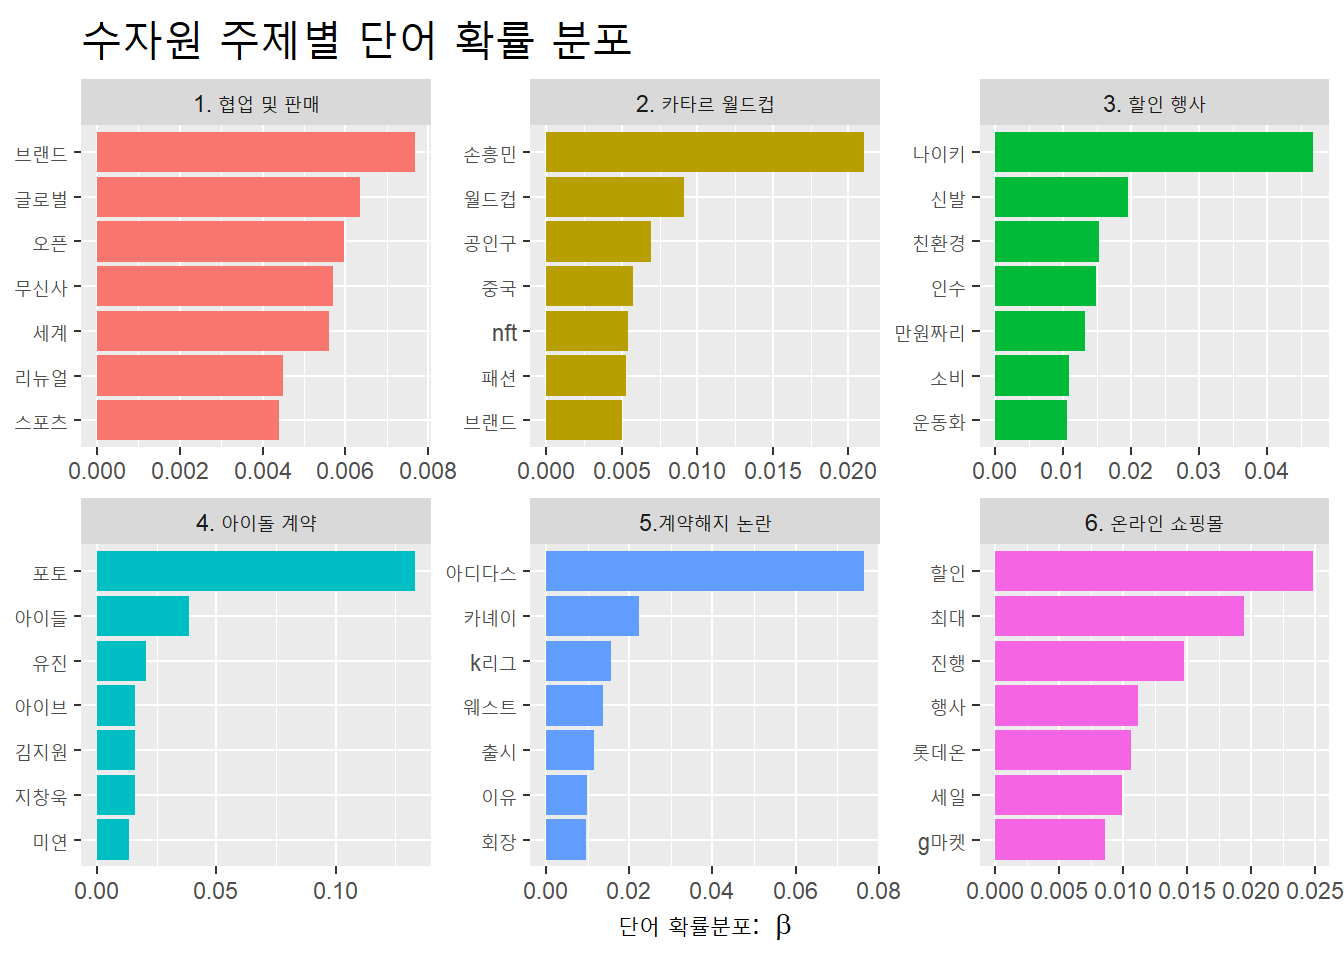 수자원 주제별 단어 확률 분포
1. 협업 및 판매
브랜드
글로벌
오픈
무신사
세계
리뉴얼
스포츠
0.000 0.002 0.004 0.006 0.008
2. 카타르 월드컵
손흥민
월드컵
공인구
중국
nft
패션
브랜드
0.000 0.005 0.010 0.015 0.020
3. 할인 행사
나이키
신발
친환경
인수
만원짜리
소비
운동화
0.00 0.01 0.02 0.03 0.04
4. 아이돌 계약
포토
아이들
유진
아이브
김지원
지창욱
미연
0.00 0.05 0.10
5.계약해지 논란
아디다스
카녜이
k리그
웨스트
출시
이유
회장
0.00 0.02 0.04 0.06 0.08
6. 온라인 쇼핑몰
할인
최대
진행
행사
롯데온
세일
g마켓
0.000 0.005 0.010 0.015 0.020 0.025
단어 확률분포: β